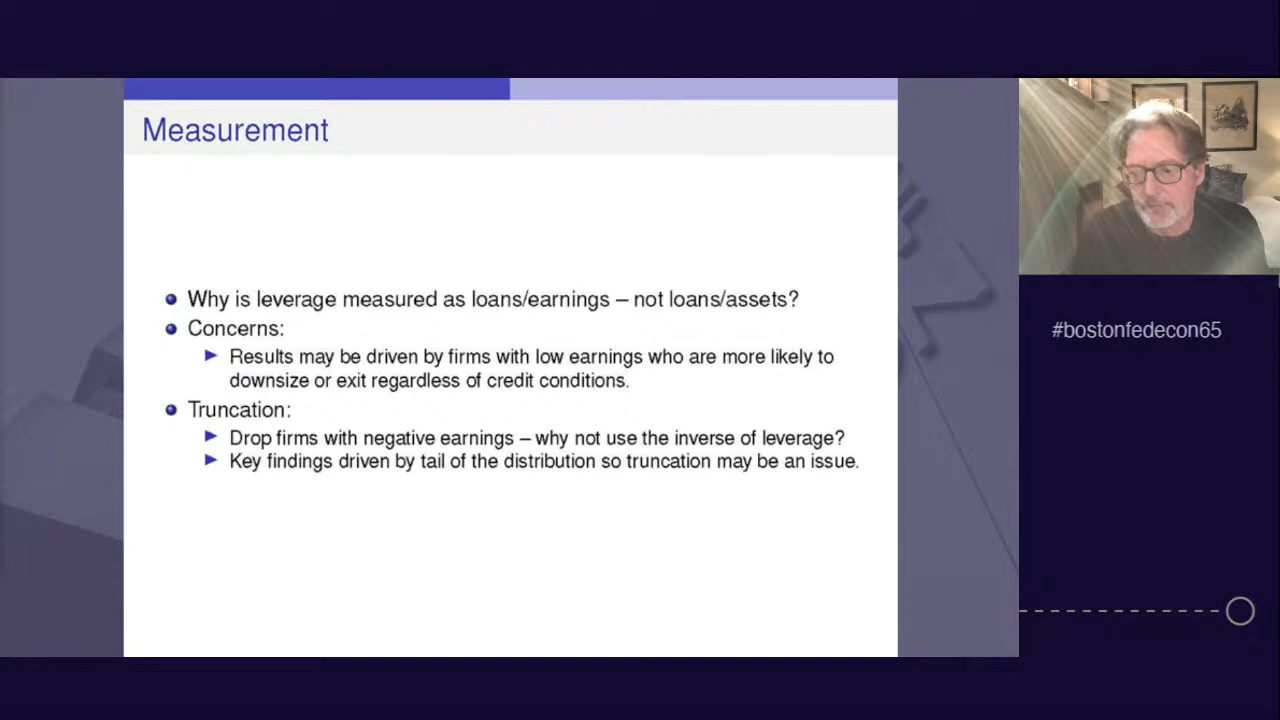 Measurement
Why is leverage measured as loans/earnings – not loans/assets?
Concerns:
Results may be driven by firms with low earnings who are more likely to
downsize or exit regardless of credit conditions.
Truncation:
Drop firms with negative earnings – why not use the inverse of leverage?
Key findings driven by tail of the distribution so truncation may be an issue.
#bostonfedecon65